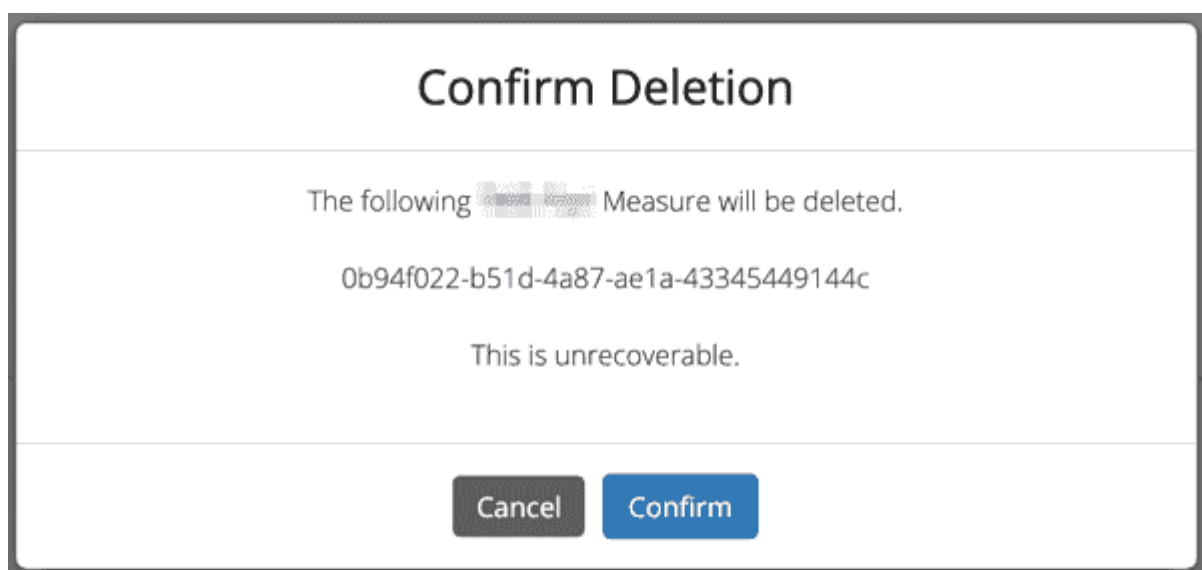 Confirm Deletion
The following Measure will be deleted.
0b94f022-b51d-4a87-ae1a-43345449144c
This is unrecoverable.
Cancel Confirm